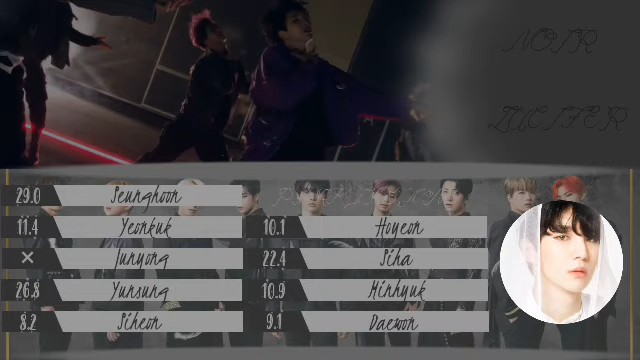 NOIR
LUCIFER
29.0 Seunghoon
11.4 Yeonkuk
× Junyong
26.8 Yunsung
8.2 Siheon
10.1 Hoyeon
22.4 Siha
10.9 Minhyuk
9.1 Daewon